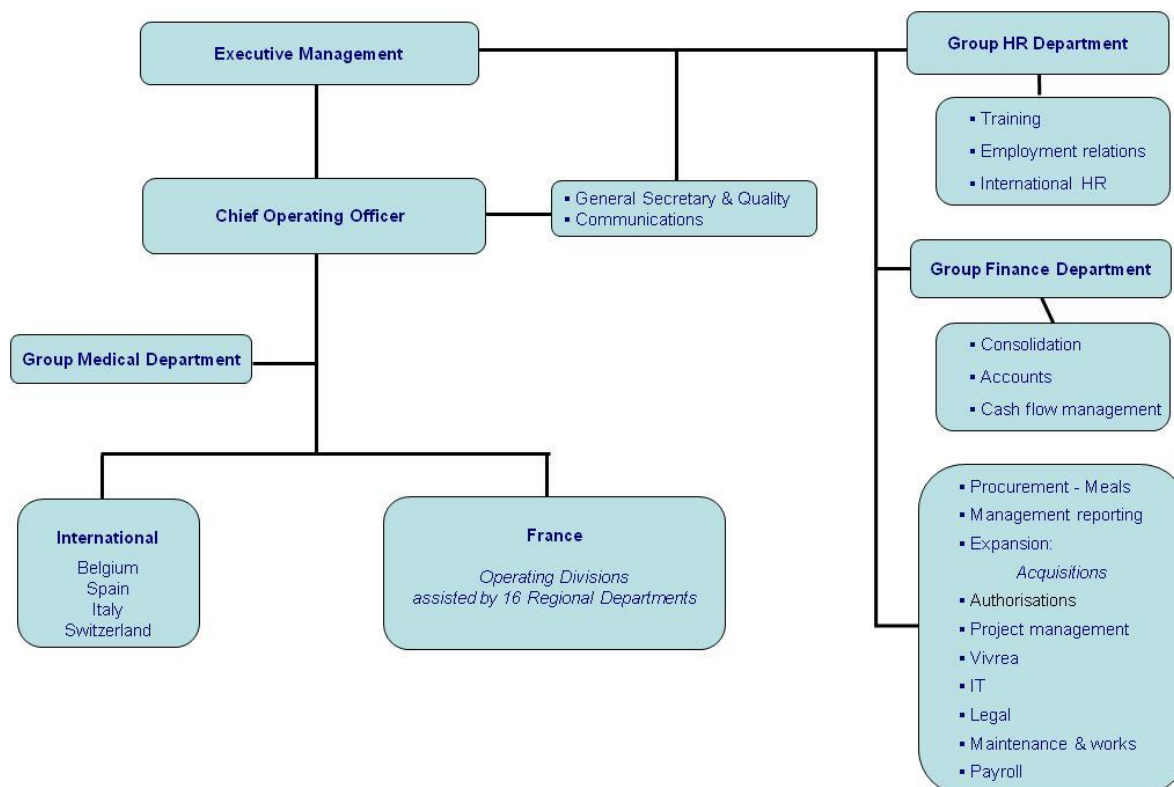 Executive Management
Group HR Department
▪ Training
▪ Employment relations
▪ International HR
Chief Operating Officer
▪ General Secretary & Quality
▪ Communications
Group Finance Department
▪ Consolidation
▪ Accounts
▪ Cash flow management
Group Medical Department
International
Belgium
Spain
Italy
Switzerland
France
Operating Divisions
assisted by 16 Regional Departments
▪ Procurement - Meals
▪ Management reporting
▪ Expansion:
Acquisitions
▪ Authorisations
▪ Project management
▪ Vivrea
▪ IT
▪ Legal
▪ Maintenance & works
▪ Payroll